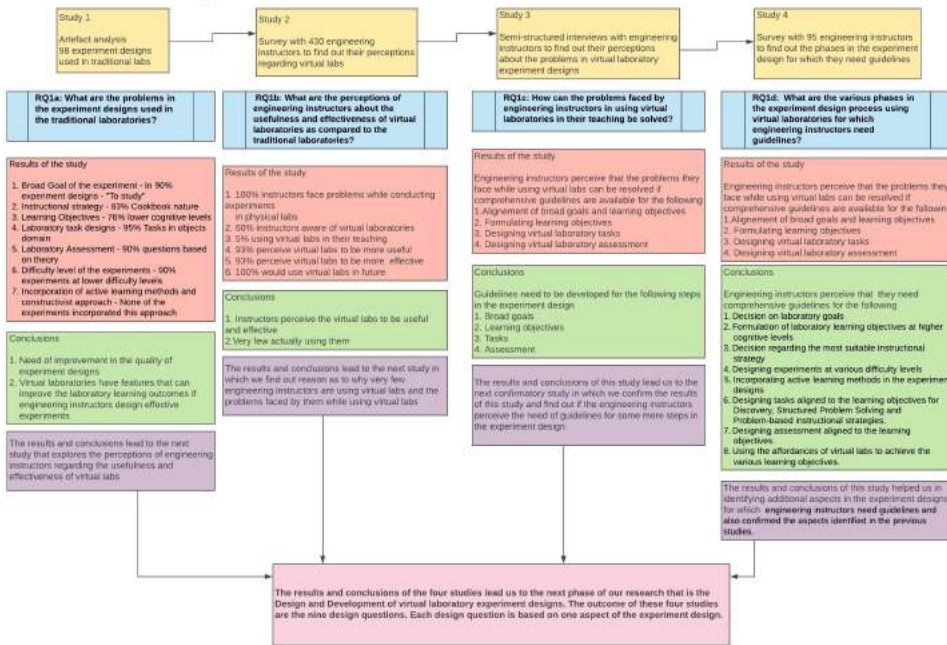 Study 1
Artefact analysis
98 experiment designs
used in traditional labs
Study 2
Survey with 430 engineering
instructors to find out their perceptions
regarding virtual labs
Study 3
Semi-structured interviews with engineering
instructors to find out their perceptions
about the problems in virtual laboratory
experiment designs
Study 4
Survey with 95 engineering instructors
to find out the phases in the experiment
design for which they need guidelines
RQ1a: What are the problems in
the experiment designs used in
the traditional laboratories?
RQ1b: What are the perceptions of
engineering instructors about the
usefulness and effectiveness of virtual
laboratories as compared to the
traditional laboratories?
RQ1c: How can the problems faced by
engineering instructors in using virtual
laboratories in their teaching be solved?
RQ1d: What are the various phases in
the experiment design process using
virtual laboratories for which
engineering instructors need
guidelines?
Results of the study
1. Broad Goal of the experiment - In 90%
experiment designs - "To study"
2. Instructional strategy - 83% Cookbook nature
3. Learning Objectives - 76% lower cognitive levels
4. Laboratory task designs - 95% Tasks in objects
domain
5. Laboratory Assessment - 90% questions based
on theory
6. Difficulty level of the experiments - 90%
experiments at lower difficulty levels
7. Incorporation of active learning methods and
constructivist approach - None of the
experiments incorporated this approach
Results of the study
1. 100% instructors face problems while conducting
experiments
in physical labs
2. 60% instructors aware of virtual laboratories
3. 5% using virtual labs in their teaching
4. 93% perceive virtual labs to be more useful
5. 93% perceive virtual labs to be more effective
6. 100% would use virtual labs in future
Results of the study
Engineering instructors perceive that the problems they
face while using virtual labs can be resolved if
comprehensive guidelines are available for the following
1.Alignement of broad goals and learning objectives
2. Formulating learning objectives
3. Designing virtual laboratory tasks
4. Designing virtual laboratory assessment
Results of the study
Engineering instructors perceive that the problems they
face while using virtual labs can be resolved if
comprehensive guidelines are available for the following
1.Alignement of broad goals and learning objectives
2. Formulating learning objectives
3. Designing virtual laboratory tasks
4. Designing virtual laboratory assessment
Conclusions
1. Need of improvement in the quality of
experiment designs
2. Virtual laboratories have features that can
improve the laboratory learning outcomes if
engineering instructors design effective
experiments
Conclusions
1. Instructors perceive the virtual labs to be useful
and effective
2.Very few actually using them
Conclusions
Guidelines need to be developed for the following steps
in the experiment design
1. Broad goals
2. Learning objectives
3. Tasks
4. Assessment
Conclusions
Engineering instructors perceive that they need
comprehensive guidelines for the following
1. Decision on laboratory goals
2. Formulation of laboratory learning objectives at higher
cognitive levels
3. Decision regarding the most suitable instructional
strategy
4. Designing experiments at various difficulty levels
5. Incorporating active learning methods in the experiment
designs
6. Designing tasks aligned to the learning objectives for
Discovery, Structured Problem Solving and
Problem-based instructional strategies.
7. Designing assessment aligned to the learning
objectives.
8. Using the affordances of virtual labs to achieve the
various learning objectives.
The results and conclusions lead to the next
study that explores the perceptions of engineering
instructors regarding the usefulness and
effectiveness of virtual labs
The results and conclusions lead to the next study in
which we find out reason as to why very few
engineering instructors are using virtual labs and the
problems faced by them while using virtual labs
The results and conclusions of this study lead us to the
next confirmatory study in which we confirm the results
of this study and find out if the engineering instructors
perceive the need of guidelines for some more steps in
the experiment design
The results and conclusions of this study helped us in
identifying additional aspects in the experiment designs
for which engineering instructors need guidelines and
also confirmed the aspects identified in the previous
studies.
The results and conclusions of the four studies lead us to the next phase of our research that is the
Design and Development of virtual laboratory experiment designs. The outcome of these four studies
are the nine design questions. Each design question is based on one aspect of the experiment design.